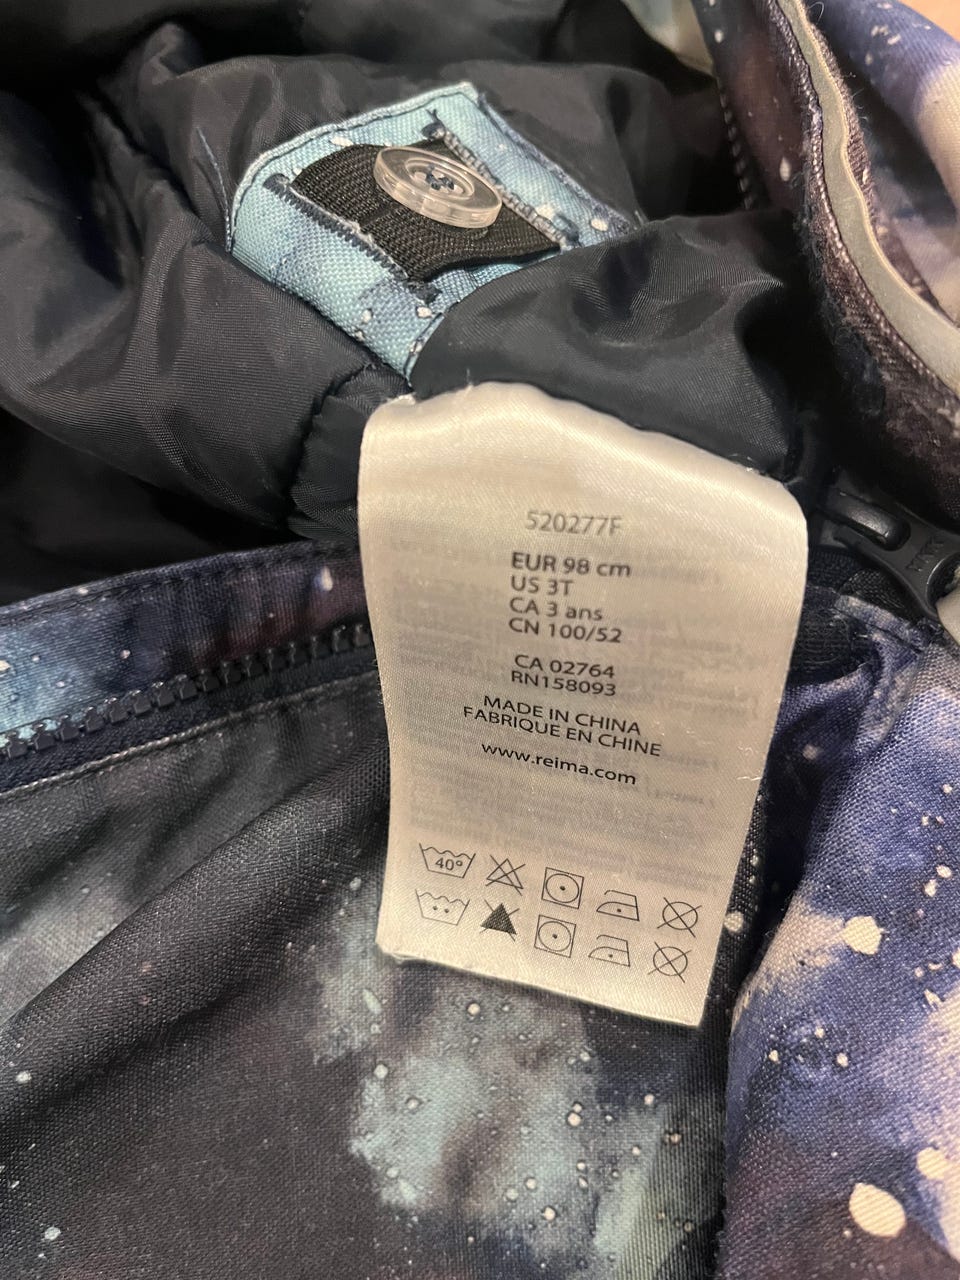 520277F
EUR 98 cm
US 3T
CA 3 ans
CN 100/52
CA 02764
RN158093
MADE IN CHINA
FABRIQUE EN CHINE
www.reima.com
40°